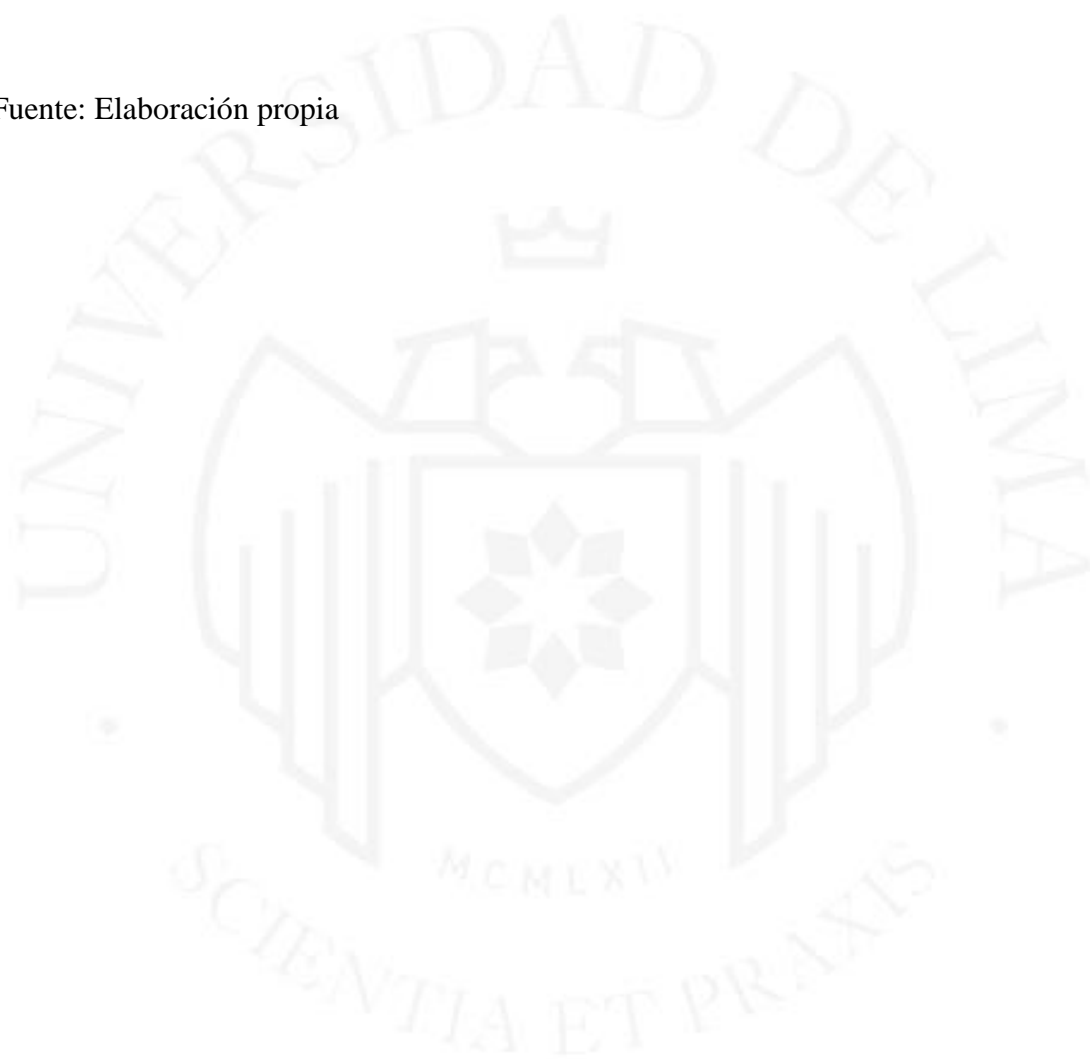 Fuente: Elaboración propia
UNIVERSIDAD DE LIMA
MCMLXII
SCIENTIA ET PRAXIS